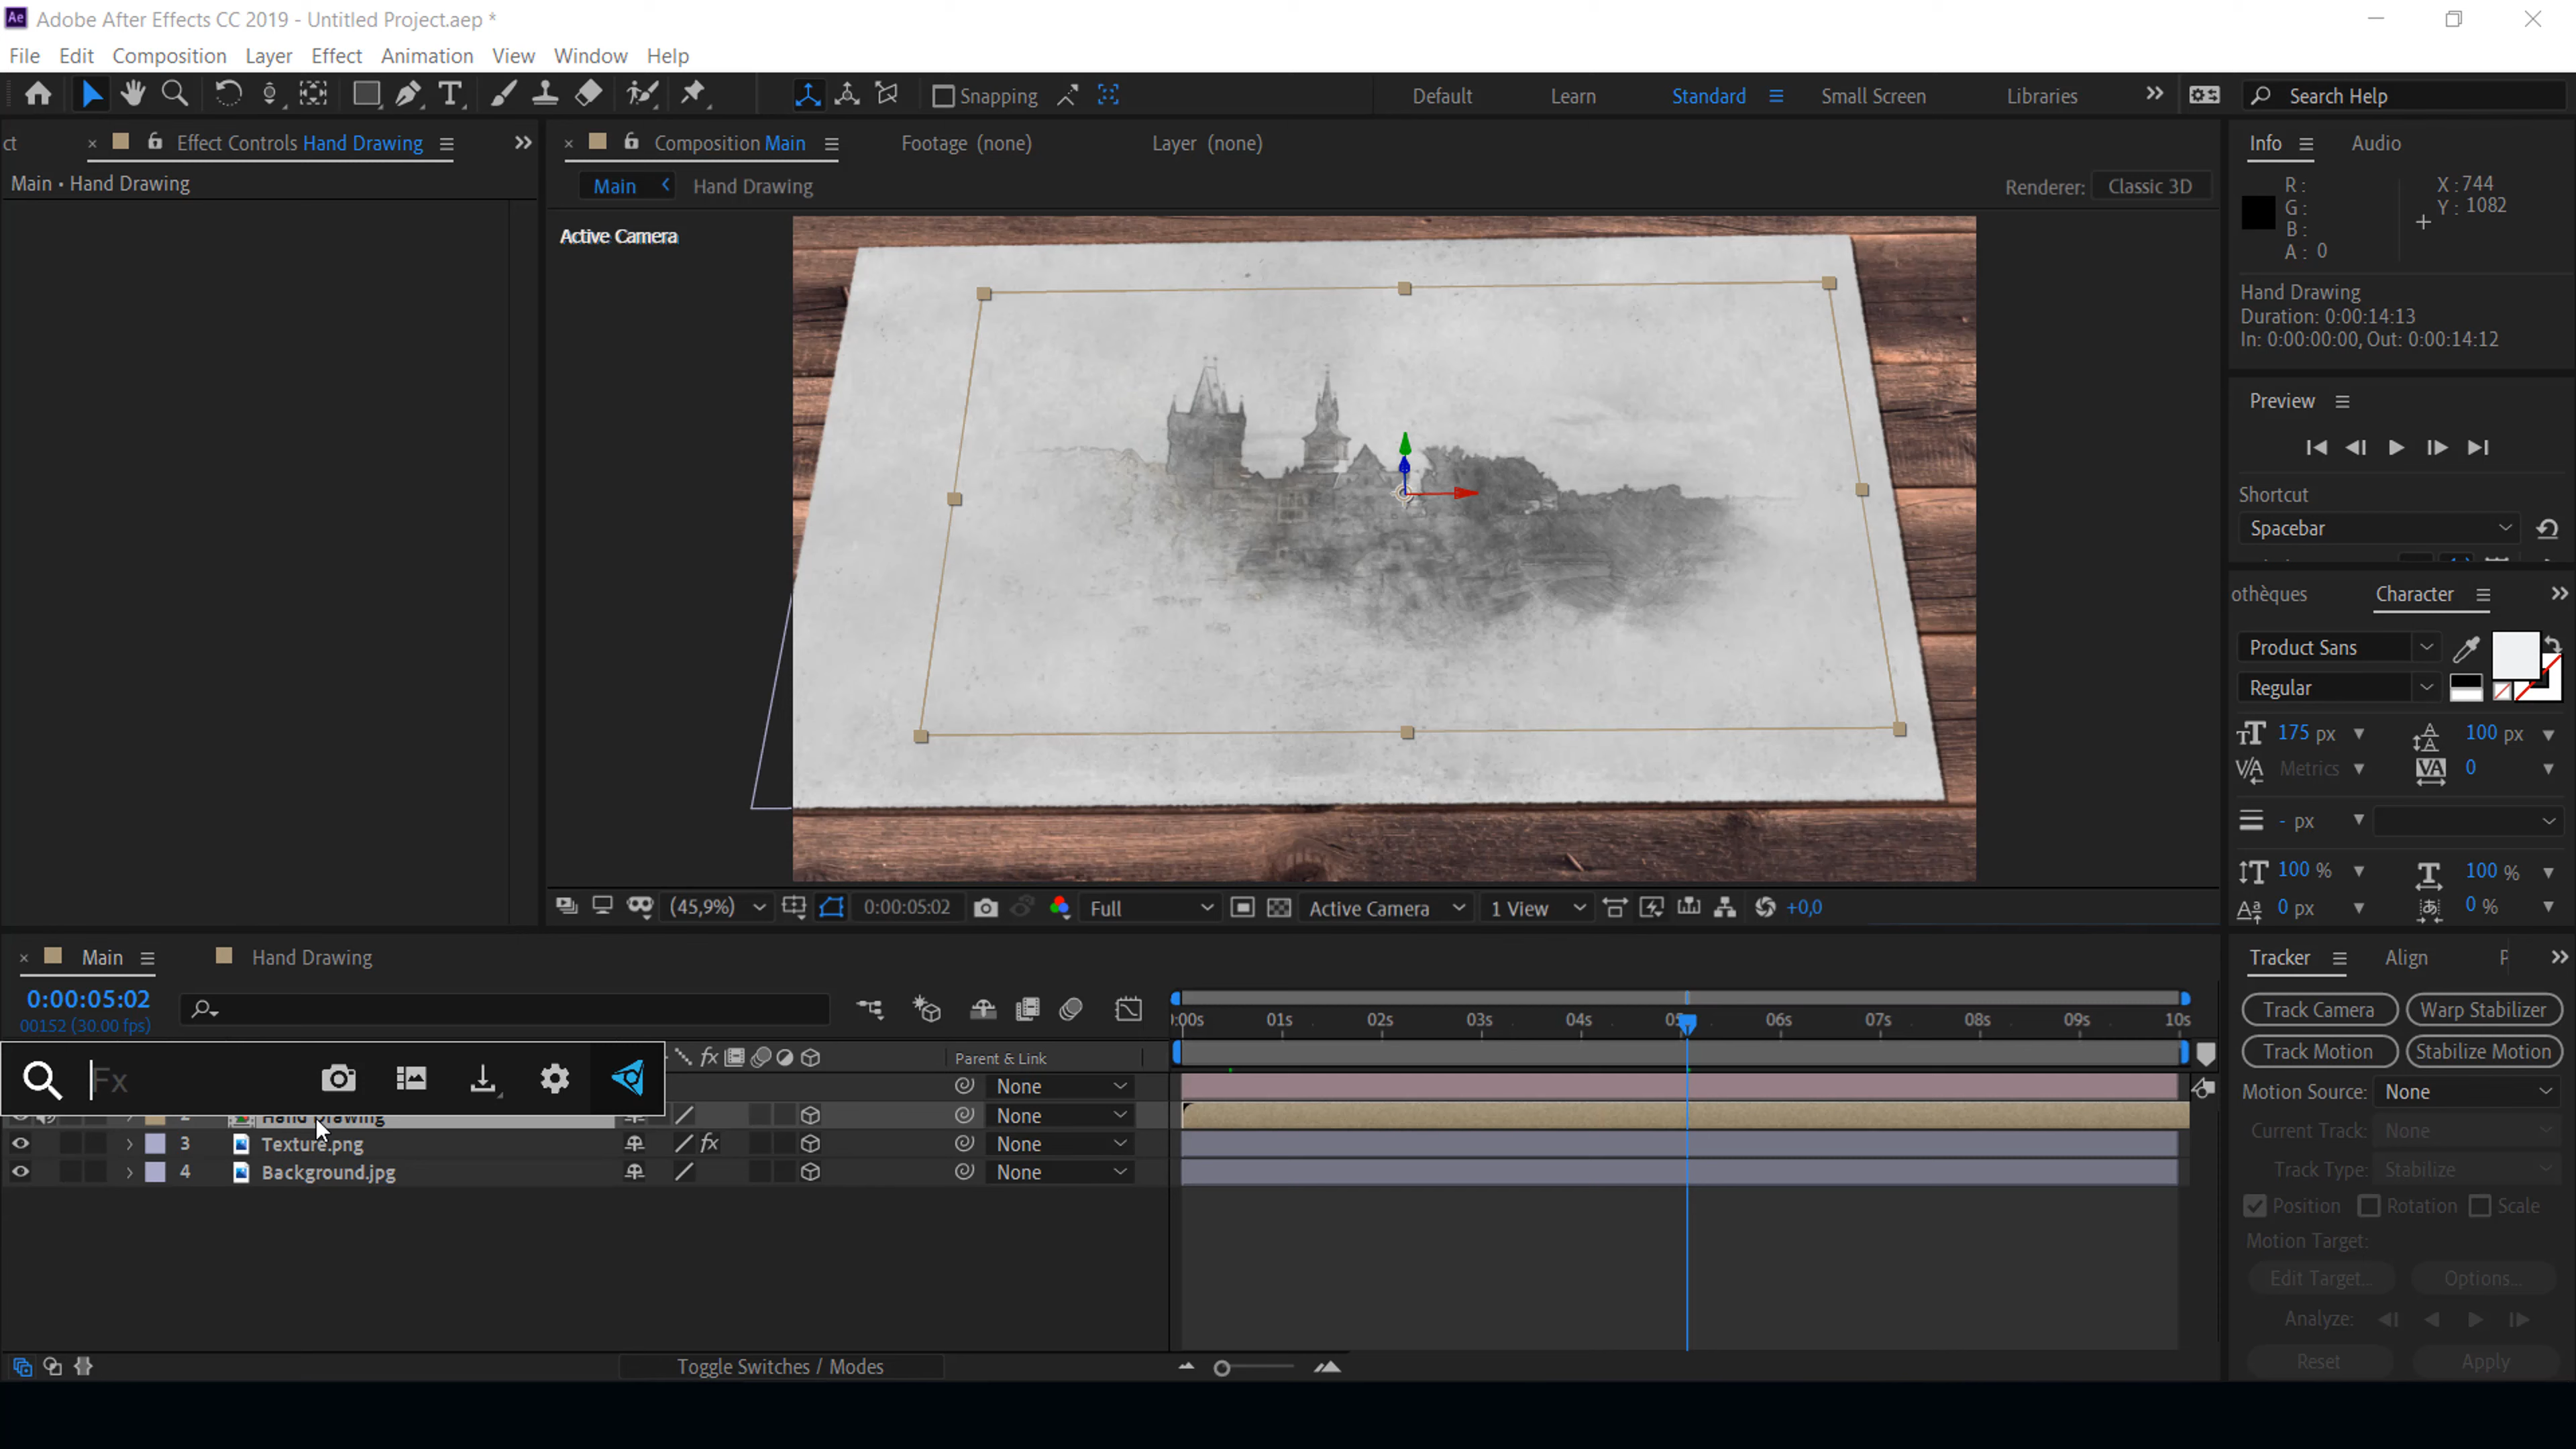 Ae Adobe After Effects CC 2019 - Untitled Project.aep *
File Edit Composition Layer Effect Animation View Window Help
Snapping Default Learn Standard Small Screen Libraries Search Help
ct Effect Controls Hand Drawing
Main • Hand Drawing
Composition Main Footage (none) Layer (none)
Main Hand Drawing Renderer: Classic 3D
Active Camera
Info Audio
R :
G :
B :
A : 0
X : 744
Y : 1082
Hand Drawing
Duration: 0:00:14:13
In: 0:00:00:00, Out: 0:00:14:12
Preview
Shortcut
Spacebar
othèques Character
Product Sans
Regular
175 px 100 px
Metrics 0
- px
100 % 100 %
0 px 0 %
(45,9%) 0:00:05:02 Full Active Camera 1 View +0,0
Main Hand Drawing
0:00:05:02
00152 (30.00 fps)
):00s 01s 02s 03s 04s 05 06s 07s 08s 09s 10s
Fx
fx Parent & Link
None
Hand Drawing None
3 Texture.png fx None
4 Background.jpg None
Toggle Switches / Modes
Tracker Align P
Track Camera Warp Stabilizer
Track Motion Stabilize Motion
Motion Source: None
Current Track: None
Track Type: Stabilize
Position Rotation Scale
Motion Target:
Edit Target... Options...
Analyze:
Reset Apply